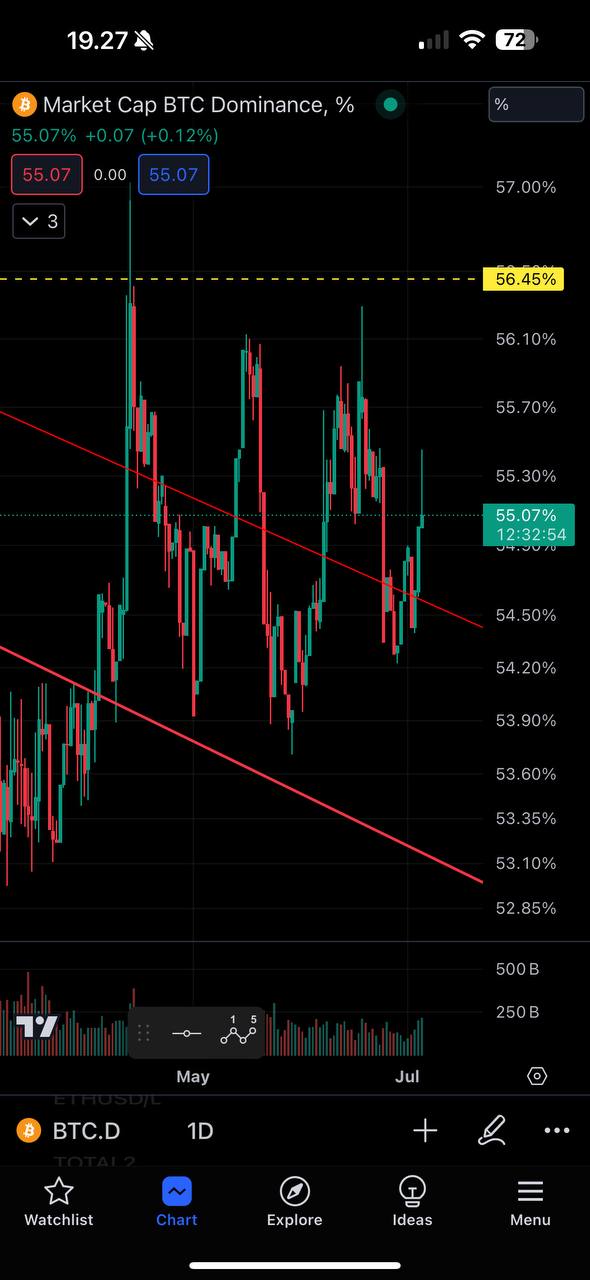 19.27
72
Market Cap BTC Dominance, %
%
55.07% +0.07 (+0.12%)
55.07 0.00 55.07
57.00%
3
56.45%
56.10%
55.70%
55.30%
55.07%
12:32:54
54.50%
54.20%
53.90%
53.60%
53.35%
53.10%
52.85%
500 B
250 B
1 5
May Jul
ETHUSD/L
BTC.D 1D
TOTAL2
Watchlist Chart Explore Ideas Menu